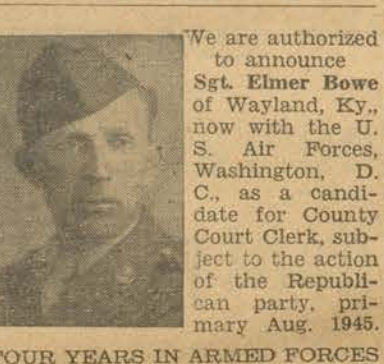 We are authorized
to announce
Sgt. Elmer Bowe
of Wayland, Ky.,
now with the U.
S. Air Forces,
Washington, D.
C., as a candi-
date for County
Court Clerk, sub-
ject to the action
of the Republi-
can party, pri-
mary Aug. 1945.
YEARS IN ARMED FORCES